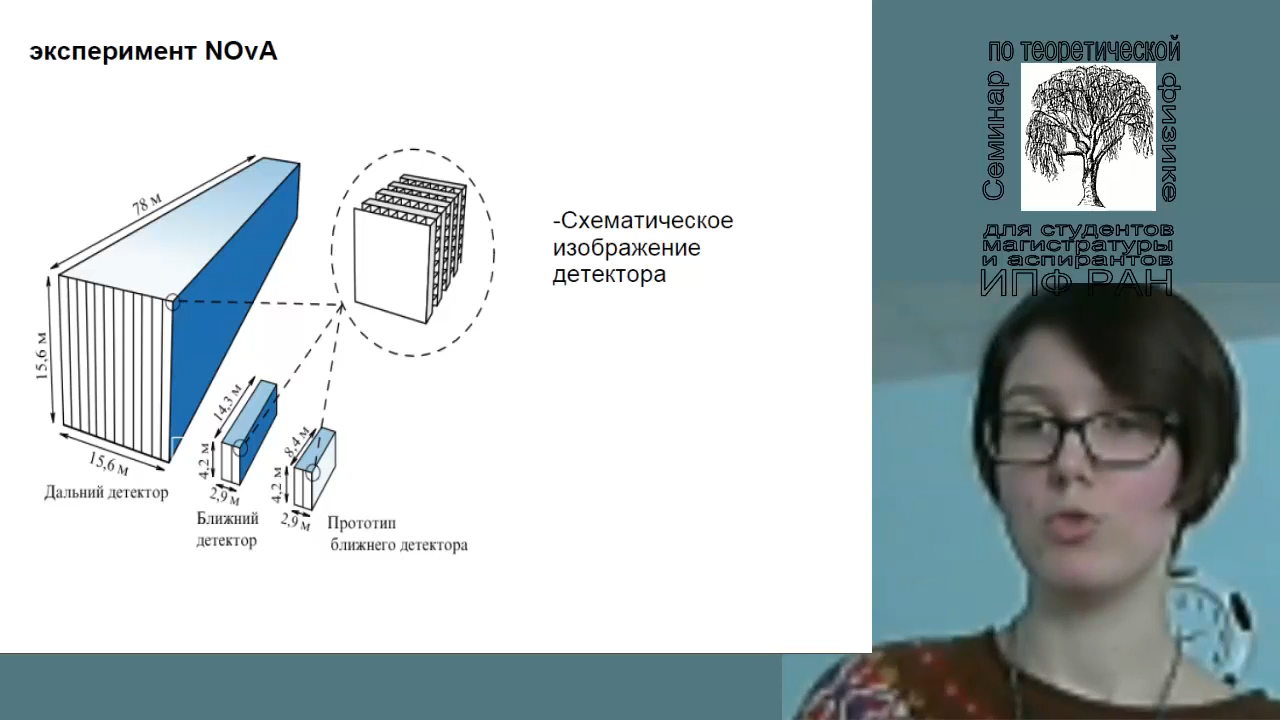 эксперимент NOvA
78 м
15,6 м
15,6 м
Дальний детектор
14,3 м
4,2 м
2,9 м
Ближний
детектор
8,4 м
4,2 м
2,9 м
Прототип
ближнего детектора
-Схематическое
изображение
детектора
Семинар
по теоретической
физике
для студентов
магистратуры
и аспирантов
ИПФ РАН